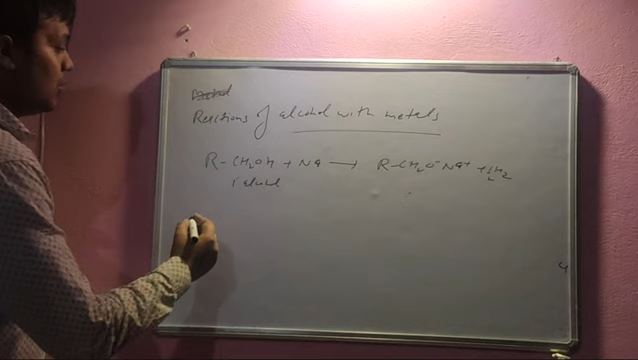 Reactions of alcohol with metals
R-CH₂OH + Na → R-CH₂O⁻Na⁺ + ½H₂
1° alcohol